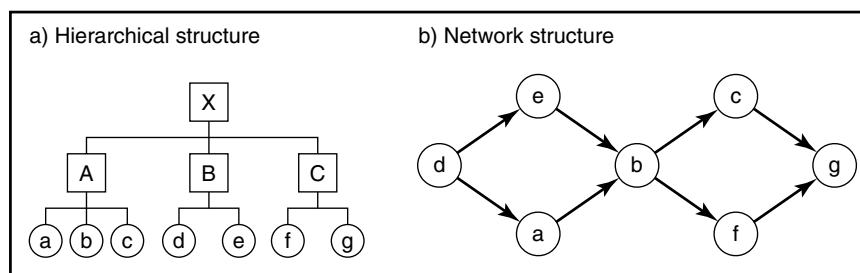 a) Hierarchical structure
X
A B C
a b c d e f g
b) Network structure
e c
d b g
a f